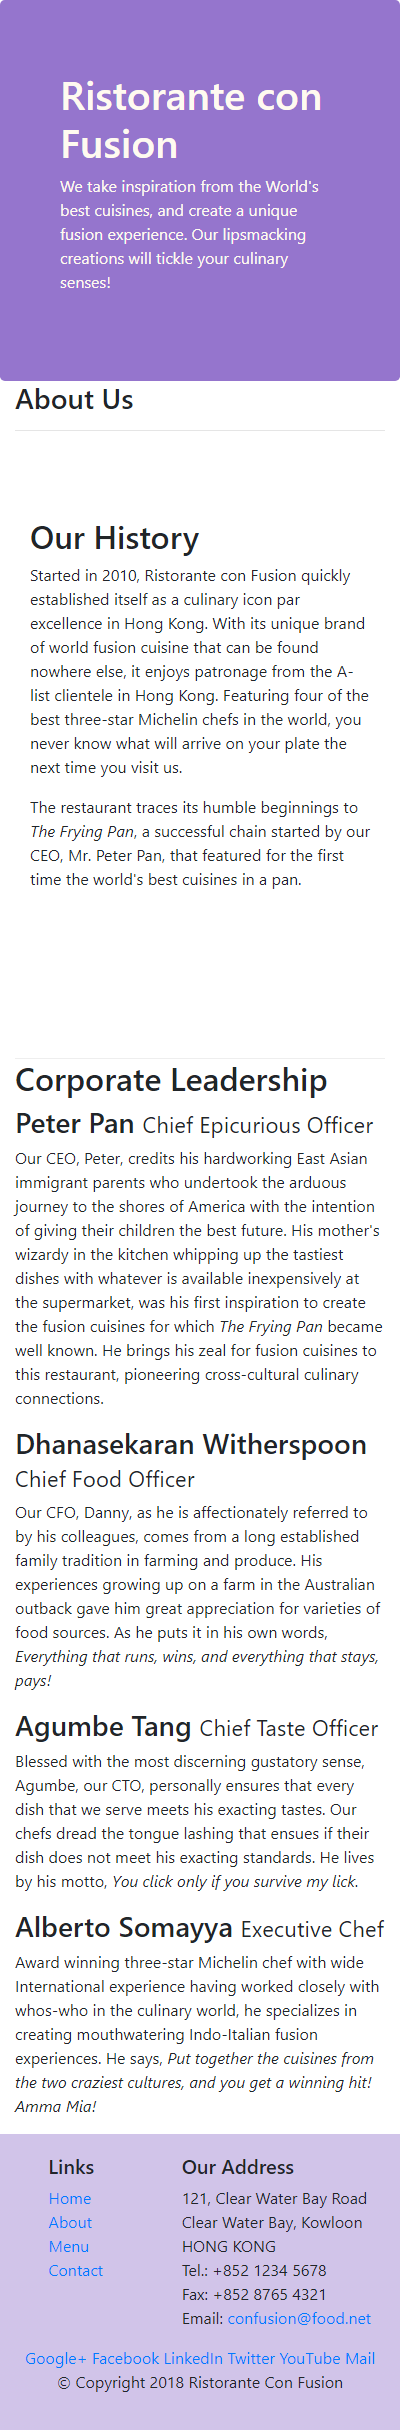 Ristorante con
Fusion
We take inspiration from the World's
best cuisines, and create a unique
fusion experience. Our lipsmacking
creations will tickle your culinary
senses!
About Us
Our History
Started in 2010, Ristorante con Fusion quickly
established itself as a culinary icon par
excellence in Hong Kong. With its unique brand
of world fusion cuisine that can be found
nowhere else, it enjoys patronage from the A-
list clientele in Hong Kong. Featuring four of the
best three-star Michelin chefs in the world, you
never know what will arrive on your plate the
next time you visit us.
The restaurant traces its humble beginnings to
The Frying Pan, a successful chain started by our
CEO, Mr. Peter Pan, that featured for the first
time the world's best cuisines in a pan.
Corporate Leadership
Peter Pan Chief Epicurious Officer
Our CEO, Peter, credits his hardworking East Asian
immigrant parents who undertook the arduous
journey to the shores of America with the intention
of giving their children the best future. His mother's
wizardy in the kitchen whipping up the tastiest
dishes with whatever is available inexpensively at
the supermarket, was his first inspiration to create
the fusion cuisines for which The Frying Pan became
well known. He brings his zeal for fusion cuisines to
this restaurant, pioneering cross-cultural culinary
connections.
Dhanasekaran Witherspoon
Chief Food Officer
Our CFO, Danny, as he is affectionately referred to
by his colleagues, comes from a long established
family tradition in farming and produce. His
experiences growing up on a farm in the Australian
outback gave him great appreciation for varieties of
food sources. As he puts it in his own words,
Everything that runs, wins, and everything that stays,
pays!
Agumbe Tang Chief Taste Officer
Blessed with the most discerning gustatory sense,
Agumbe, our CTO, personally ensures that every
dish that we serve meets his exacting tastes. Our
chefs dread the tongue lashing that ensues if their
dish does not meet his exacting standards. He lives
by his motto, You click only if you survive my lick.
Alberto Somayya Executive Chef
Award winning three-star Michelin chef with wide
International experience having worked closely with
whos-who in the culinary world, he specializes in
creating mouthwatering Indo-Italian fusion
experiences. He says, Put together the cuisines from
the two craziest cultures, and you get a winning hit!
Amma Mia!
Links
Home
About
Menu
Contact
Our Address
121, Clear Water Bay Road
Clear Water Bay, Kowloon
HONG KONG
Tel.: +852 1234 5678
Fax: +852 8765 4321
Email: confusion@food.net
Google+ Facebook LinkedIn Twitter YouTube Mail
© Copyright 2018 Ristorante Con Fusion